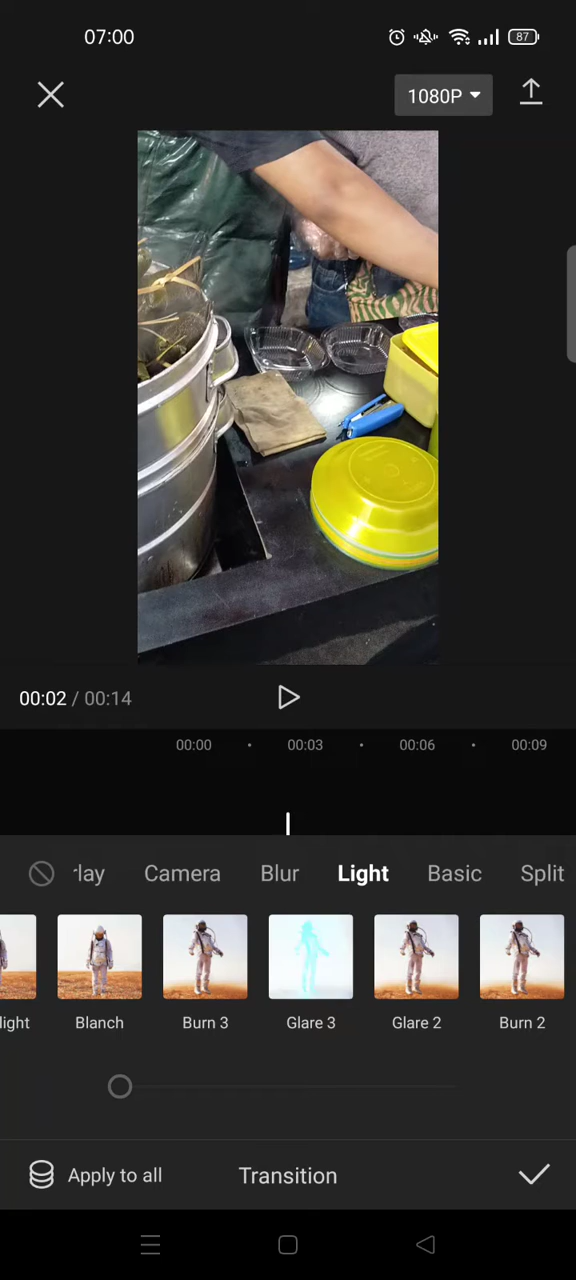 07:00
87
1080P
00:02 / 00:14
00:00 00:03 00:06 00:09
rlay Camera Blur Light Basic Split
light Blanch Burn 3 Glare 3 Glare 2 Burn 2
Apply to all Transition